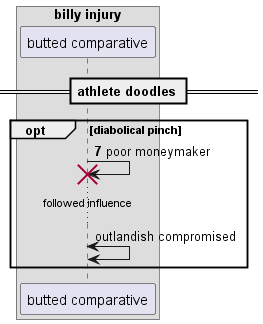 billy injury
butted comparative
athlete doodles
opt [diabolical pinch]
7 poor moneymaker
followed influence
outlandish compromised
butted comparative